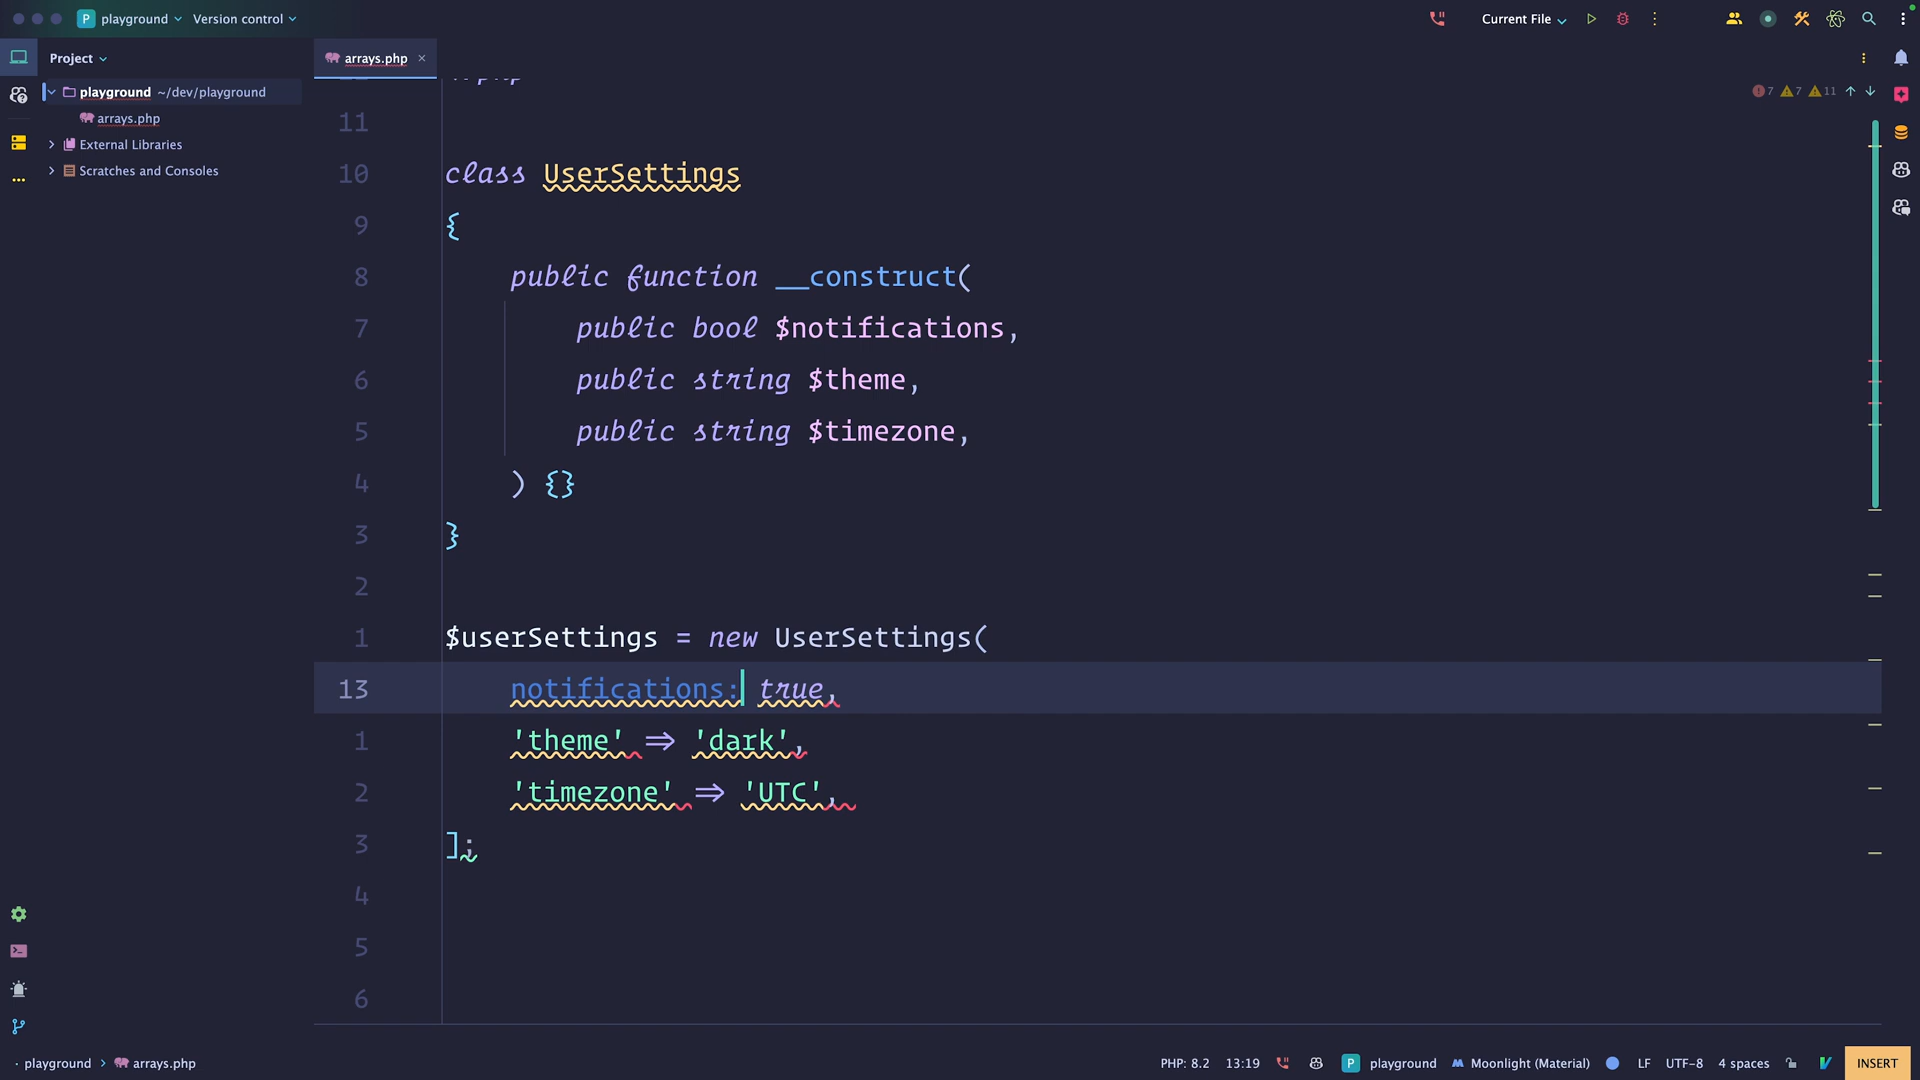 P playground Version control Current File
Project arrays.php
playground ~/dev/playground
arrays.php
External Libraries
Scratches and Consoles
7 7 11
11
10 class UserSettings
9 {
8 public function __construct(
7 public bool $notifications,
6 public string $theme,
5 public string $timezone,
4 ) {}
3 }
2
1 $userSettings = new UserSettings(
13 notifications: true,
1 'theme' => 'dark',
2 'timezone' => 'UTC',
3 ];
4
5
6
playground arrays.php PHP: 8.2 13:19 P playground Moonlight (Material) LF UTF-8 4 spaces INSERT